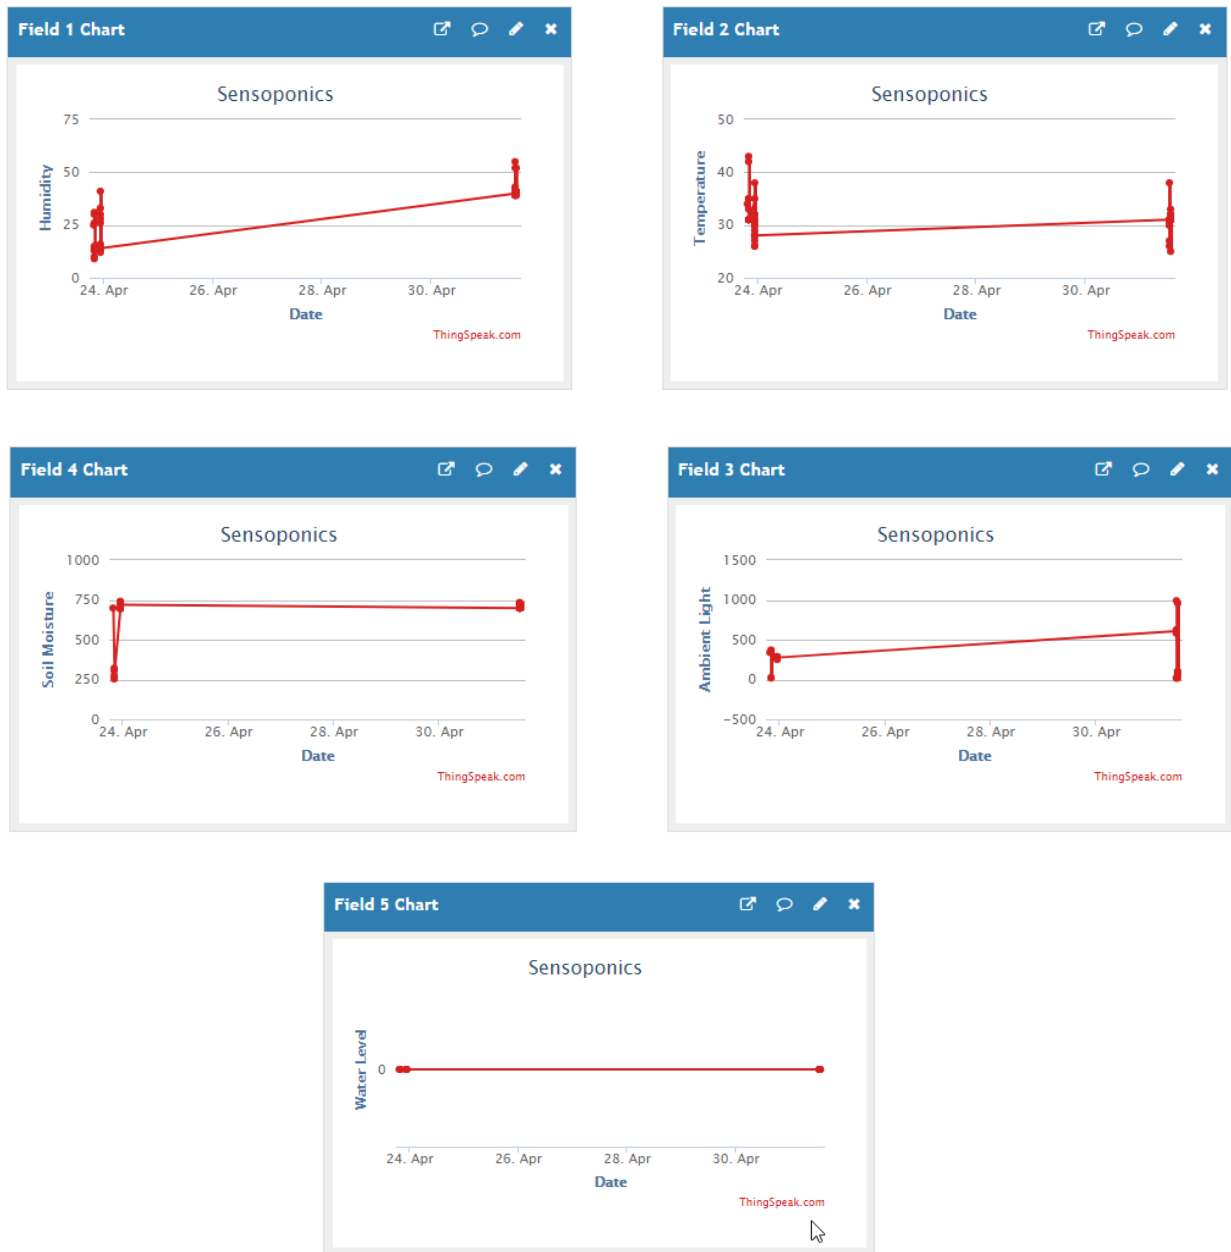 Field 1 Chart
Sensoponics
Humidity
75
50
25
0
24. Apr 26. Apr 28. Apr 30. Apr
Date
ThingSpeak.com
Field 2 Chart
Sensoponics
Temperature
50
40
30
20
24. Apr 26. Apr 28. Apr 30. Apr
Date
ThingSpeak.com
Field 4 Chart
Sensoponics
Soil Moisture
1000
750
500
250
0
24. Apr 26. Apr 28. Apr 30. Apr
Date
ThingSpeak.com
Field 3 Chart
Sensoponics
Ambient Light
1500
1000
500
0
−500
24. Apr 26. Apr 28. Apr 30. Apr
Date
ThingSpeak.com
Field 5 Chart
Sensoponics
Water Level
0
24. Apr 26. Apr 28. Apr 30. Apr
Date
ThingSpeak.com